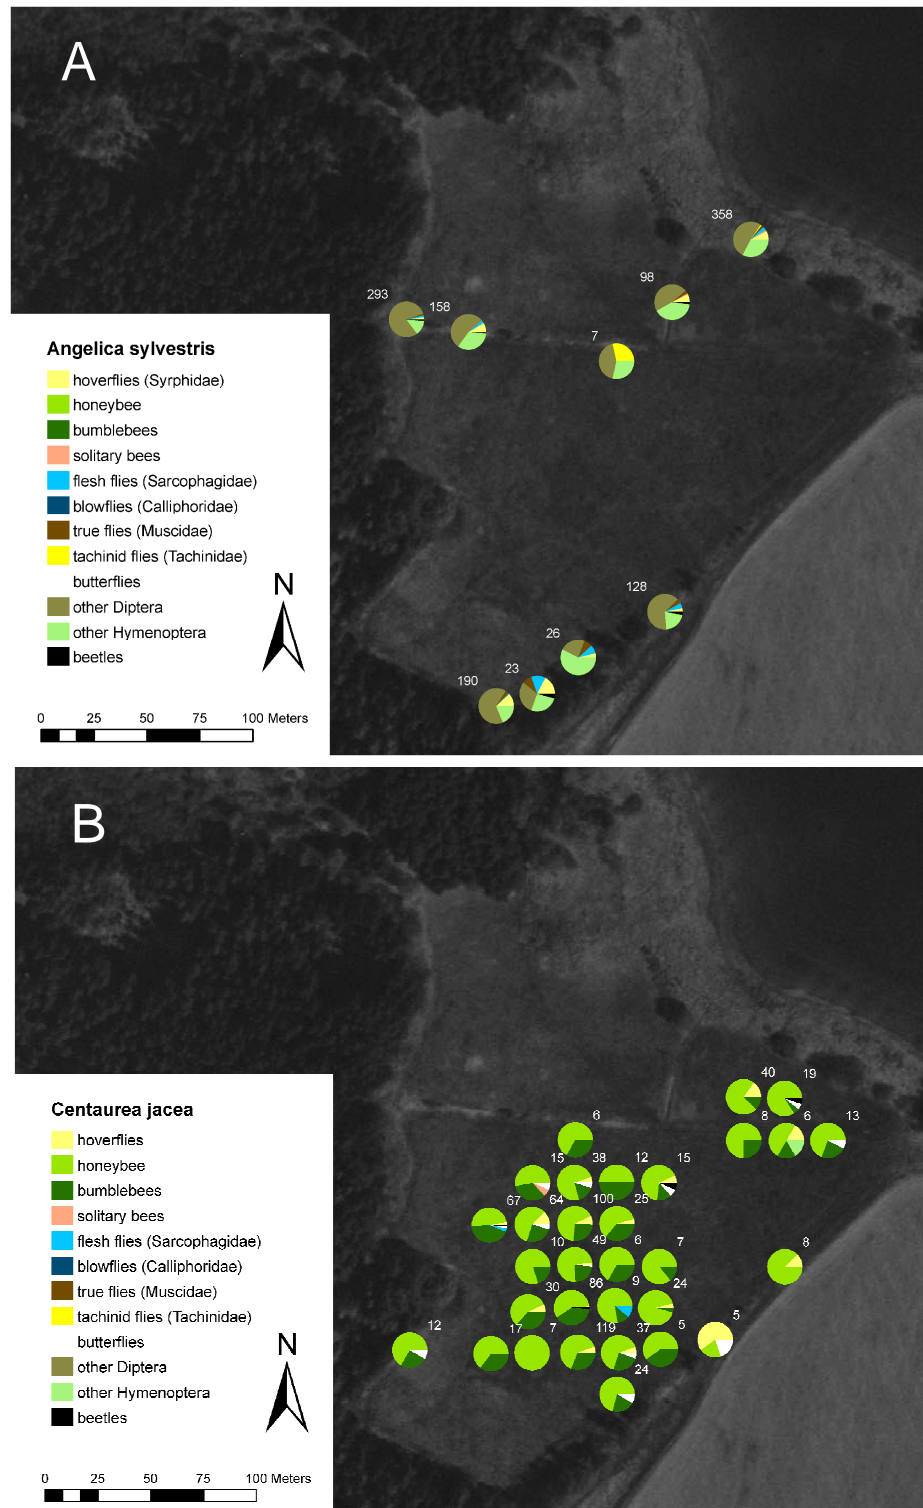 A
358
98
293
158
7
Angelica sylvestris
hoverflies (Syrphidae)
honeybee
bumblebees
solitary bees
flesh flies (Sarcophagidae)
blowflies (Calliphoridae)
true flies (Muscidae)
tachinid flies (Tachinidae)
butterflies
other Diptera
other Hymenoptera
beetles
N
128
26
23
190
0 25 50 75 100 Meters
B
40 19
8 6 13
6
15 38 12 15
67 64 100 25
10 49 6 7
8
30 86 9 24
12
17 7 119 37 5
5
24
Centaurea jacea
hoverflies
honeybee
bumblebees
solitary bees
flesh flies (Sarcophagidae)
blowflies (Calliphoridae)
true flies (Muscidae)
tachinid flies (Tachinidae)
butterflies
other Diptera
other Hymenoptera
beetles
N
0 25 50 75 100 Meters